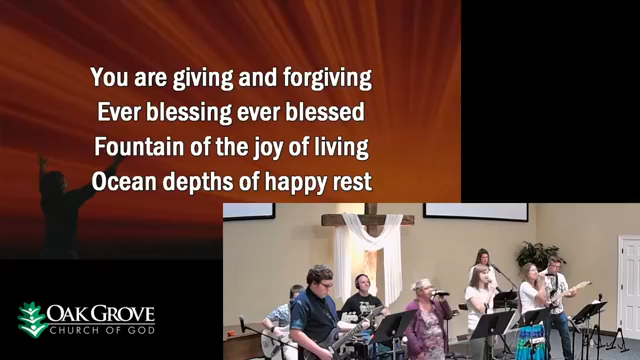 You are giving and forgiving
Ever blessing ever blessed
Fountain of the joy of living
Ocean depths of happy rest
OAK GROVE
CHURCH OF GOD